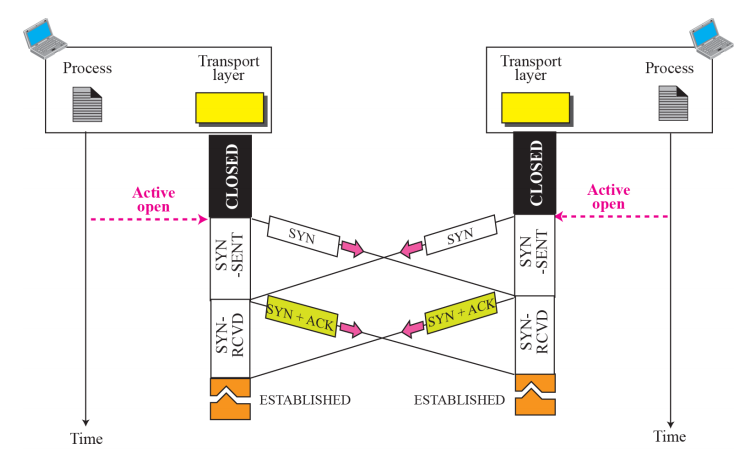 Process
Transport
layer
Transport
layer
Process
CLOSED
CLOSED
Active
open
Active
open
SYN
SYN
SYN
-SENT
SYN
-SENT
SYN + ACK
SYN + ACK
SYN-
RCVD
SYN-
RCVD
ESTABLISHED
ESTABLISHED
Time
Time